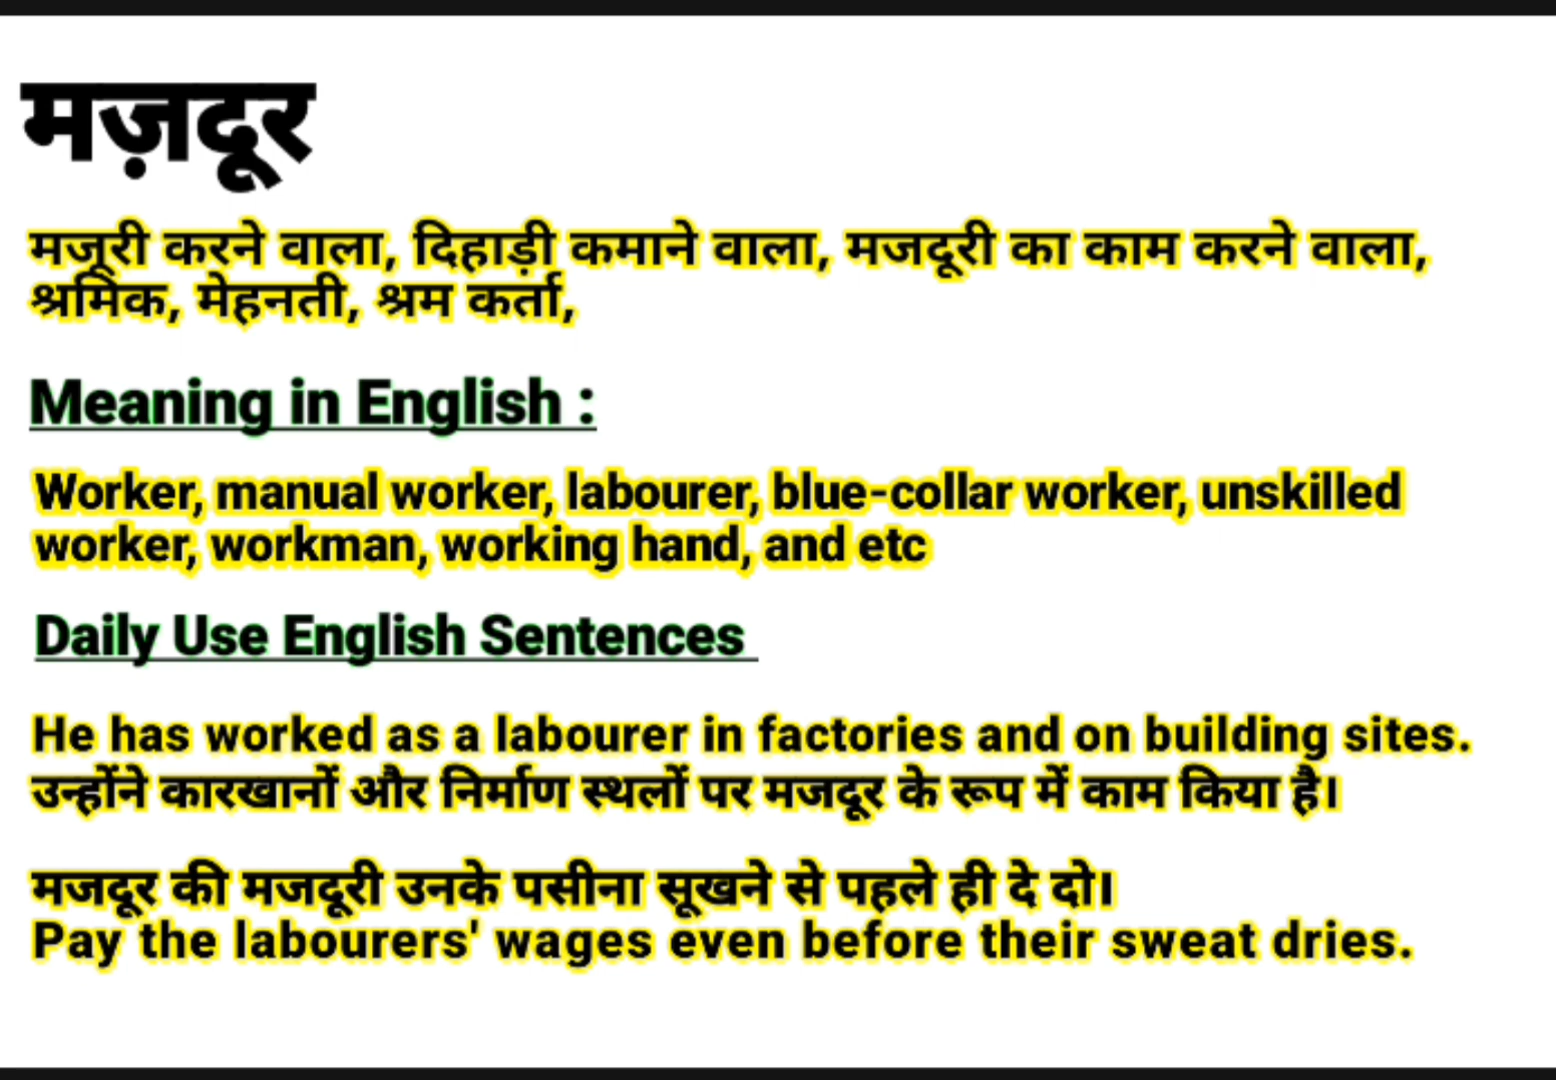 मज़दूर
मजूरी करने वाला, दिहाड़ी कमाने वाला, मजदूरी का काम करने वाला,
श्रमिक, मेहनती, श्रम कर्ता,
Meaning in English :
Worker, manual worker, labourer, blue-collar worker, unskilled
worker, workman, working hand, and etc
Daily Use English Sentences
He has worked as a labourer in factories and on building sites.
उन्होंने कारखानों और निर्माण स्थलों पर मजदूर के रूप में काम किया है।
मजदूर की मजदूरी उनके पसीना सूखने से पहले ही दे दो।
Pay the labourers' wages even before their sweat dries.